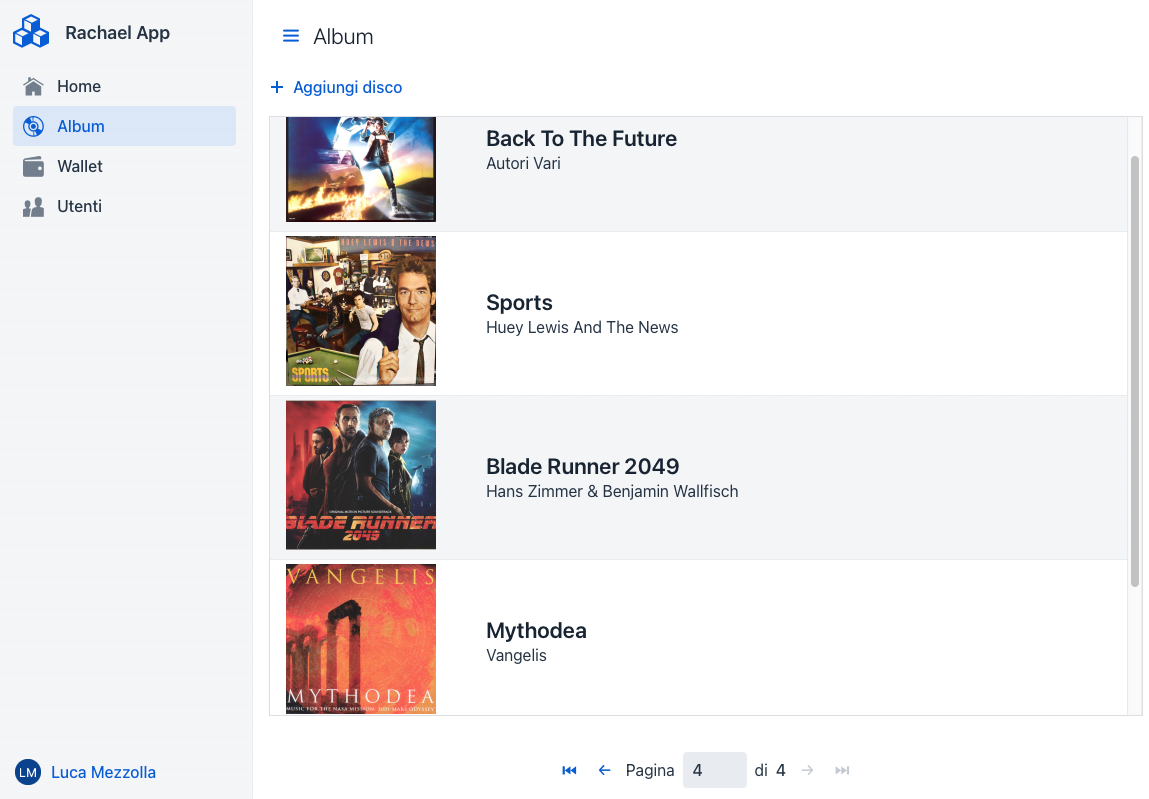 Rachael App
Home
Album
Wallet
Utenti
LM Luca Mezzolla
Album
+ Aggiungi disco
Back To The Future
Autori Vari
HUEY LEWIS & THE NEWS
SPORTS
Sports
Huey Lewis And The News
ORIGINAL MOTION PICTURE SOUNDTRACK
BLADE RUNNER
2049
Blade Runner 2049
Hans Zimmer & Benjamin Wallfisch
VANGELIS
MYTHODEA
MUSIC FOR THE NASA MISSION: 2001 MARS ODYSSEY
Mythodea
Vangelis
Pagina 4 di 4